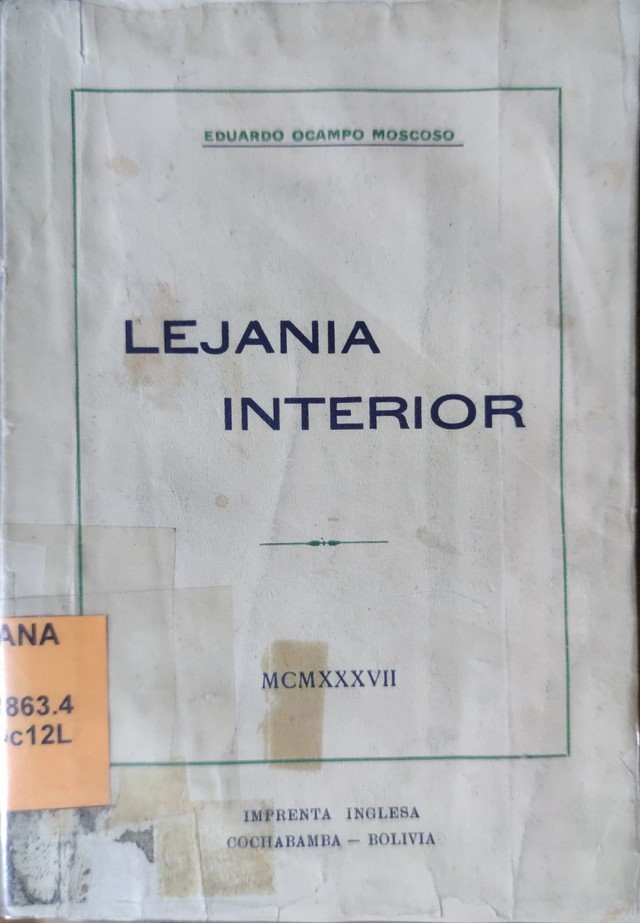 EDUARDO OCAMPO MOSCOSO
LEJANIA
INTERIOR
MCMXXXVII
ANA
863.4
c12L
IMPRENTA INGLESA
COCHABAMBA — BOLIVIA